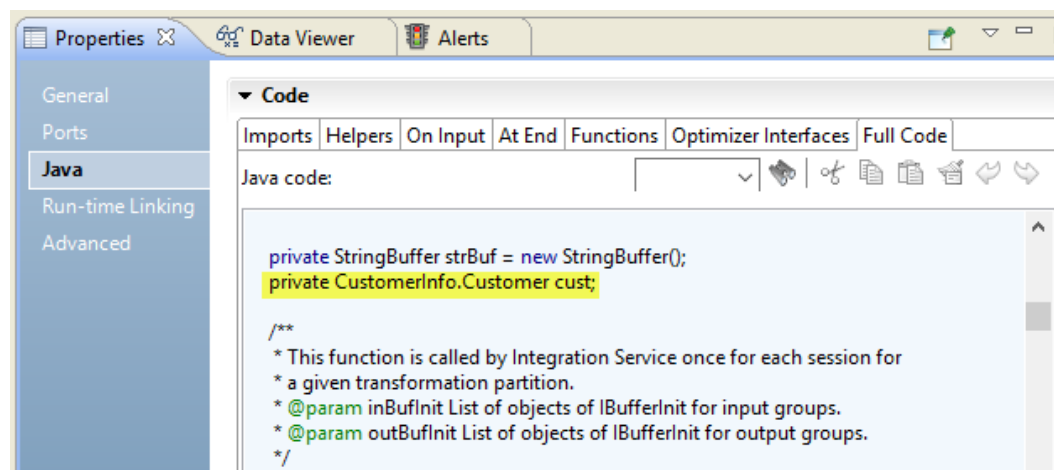 Properties Data Viewer Alerts
General
Ports
Java
Run-time Linking
Advanced
Code
Imports Helpers On Input At End Functions Optimizer Interfaces Full Code
Java code:
private StringBuffer strBuf = new StringBuffer();
private CustomerInfo.Customer cust;
/**
* This function is called by Integration Service once for each session for
* a given transformation partition.
* @param inBufInit List of objects of IBufferInit for input groups.
* @param outBufInit List of objects of IBufferInit for output groups.
*/